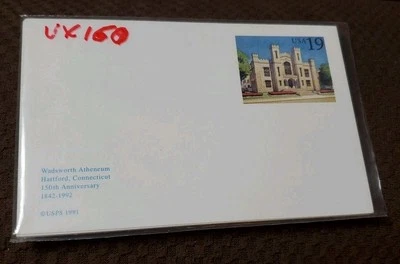 UX160
USA 19
Wadsworth Atheneum
Hartford, Connecticut
150th Anniversary
1842-1992
©USPS 1991